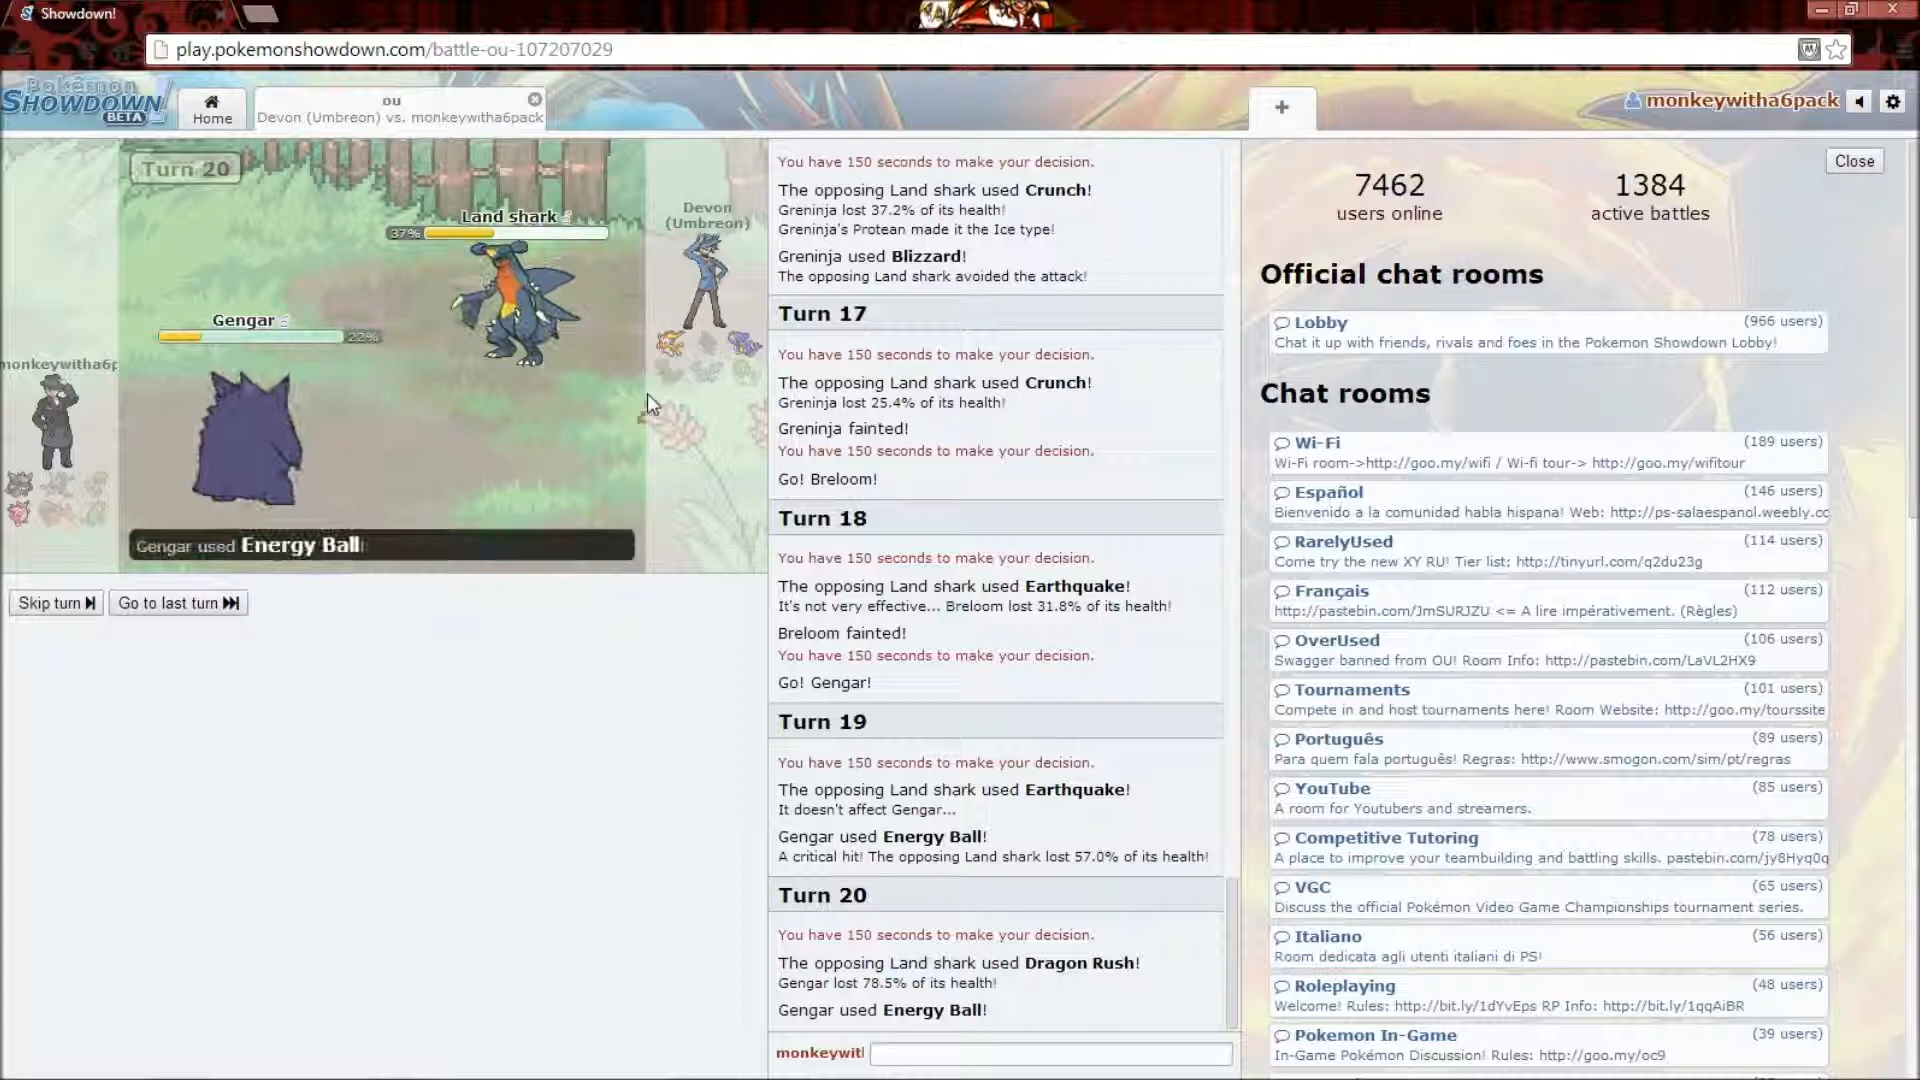 Showdown!
play.pokemonshowdown.com/battle-ou-107207029
Pokémon
SHOWDOWN!
BETA
Home
ou
Devon (Umbreon) vs. monkeywitha6pack
+
monkeywitha6pack
Turn 20
Land shark
37%
Gengar
22%
Devon
(Umbreon)
monkeywitha6p
Gengar used Energy Ball!
Skip turn
Go to last turn
You have 150 seconds to make your decision.
The opposing Land shark used Crunch!
Greninja lost 37.2% of its health!
Greninja's Protean made it the Ice type!
Greninja used Blizzard!
The opposing Land shark avoided the attack!
Turn 17
You have 150 seconds to make your decision.
The opposing Land shark used Crunch!
Greninja lost 25.4% of its health!
Greninja fainted!
You have 150 seconds to make your decision.
Go! Breloom!
Turn 18
You have 150 seconds to make your decision.
The opposing Land shark used Earthquake!
It's not very effective... Breloom lost 31.8% of its health!
Breloom fainted!
You have 150 seconds to make your decision.
Go! Gengar!
Turn 19
You have 150 seconds to make your decision.
The opposing Land shark used Earthquake!
It doesn't affect Gengar...
Gengar used Energy Ball!
A critical hit! The opposing Land shark lost 57.0% of its health!
Turn 20
You have 150 seconds to make your decision.
The opposing Land shark used Dragon Rush!
Gengar lost 78.5% of its health!
Gengar used Energy Ball!
monkeywitl
Close
7462
users online
1384
active battles
Official chat rooms
Lobby (966 users)
Chat it up with friends, rivals and foes in the Pokemon Showdown Lobby!
Chat rooms
Wi-Fi (189 users)
Wi-Fi room->http://goo.my/wifi / Wi-fi tour-> http://goo.my/wifitour
Español (146 users)
Bienvenido a la comunidad habla hispana! Web: http://ps-salaespanol.weebly.cc
RarelyUsed (114 users)
Come try the new XY RU! Tier list: http://tinyurl.com/q2du23g
Français (112 users)
http://pastebin.com/JmSURJZU <= A lire impérativement. (Règles)
OverUsed (106 users)
Swagger banned from OU! Room Info: http://pastebin.com/LaVL2HX9
Tournaments (101 users)
Compete in and host tournaments here! Room Website: http://goo.my/tourssite
Português (89 users)
Para quem fala português! Regras: http://www.smogon.com/sim/pt/regras
YouTube (85 users)
A room for Youtubers and streamers.
Competitive Tutoring (78 users)
A place to improve your teambuilding and battling skills. pastebin.com/jy8Hyq0q
VGC (65 users)
Discuss the official Pokémon Video Game Championships tournament series.
Italiano (56 users)
Room dedicata agli utenti italiani di PS!
Roleplaying (48 users)
Welcome! Rules: http://bit.ly/1dYvEps RP Info: http://bit.ly/1qqAiBR
Pokemon In-Game (39 users)
In-Game Pokémon Discussion! Rules: http://goo.my/oc9